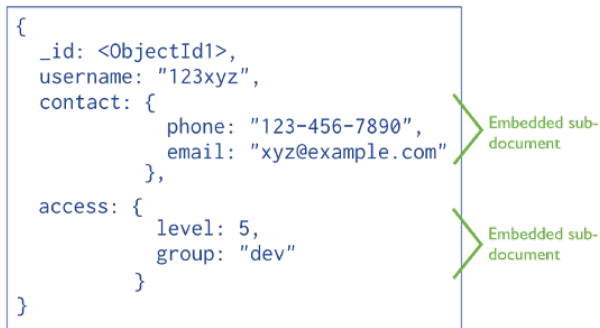 {
_id: <ObjectId1>,
username: "123xyz",
contact: {
phone: "123-456-7890",
email: "xyz@example.com"
},
Embedded sub-
document
access: {
level: 5,
group: "dev"
}
Embedded sub-
document
}